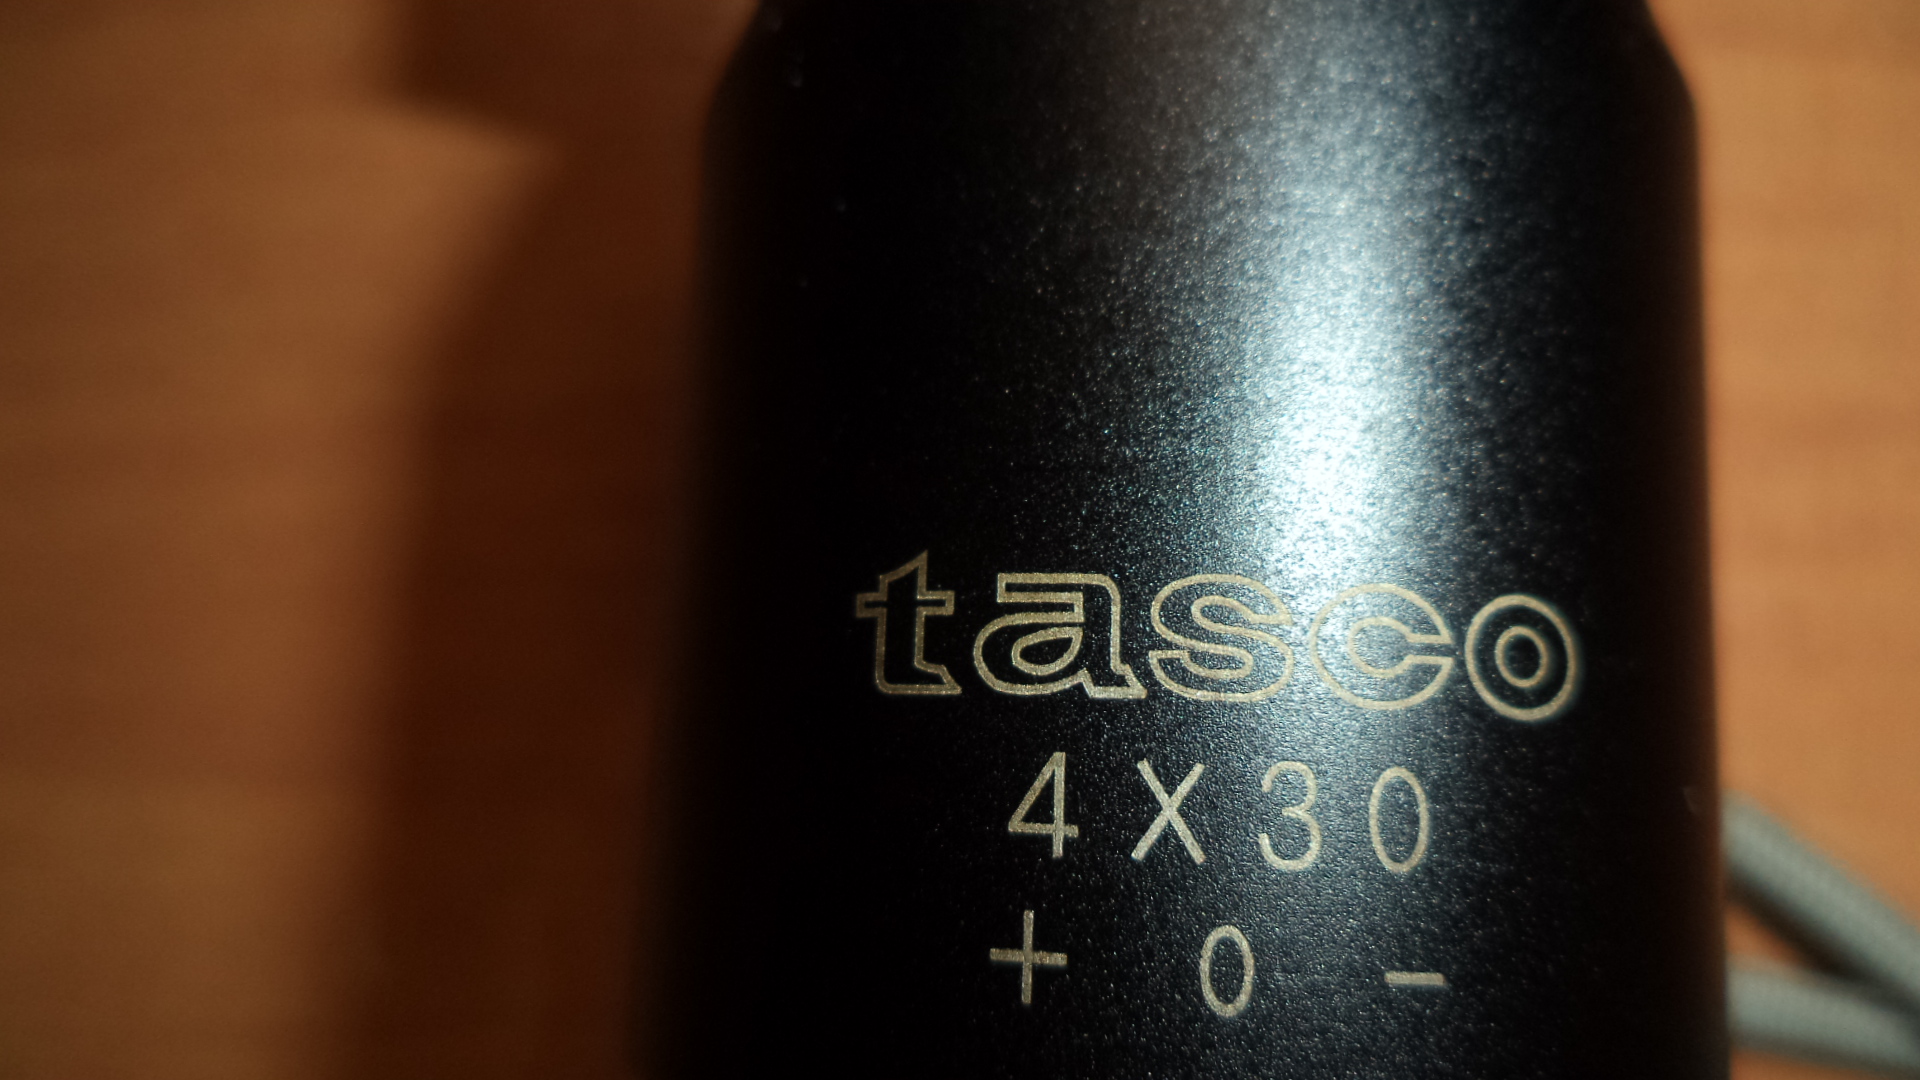 tasco
4X30
+ 0 -